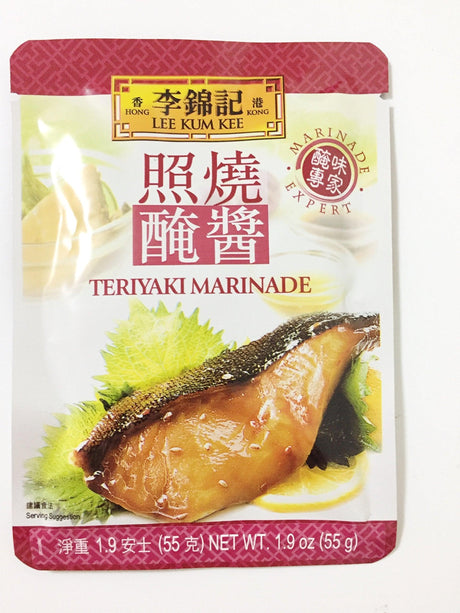 香 李錦記 港
HONG LEE KUM KEE KONG
MARINADE
醃味
專家
EXPERT
照燒
醃醬
TERIYAKI MARINADE
建議食法
Serving Suggestion
淨重 1.9 安士 (55 克) NET WT. 1.9 oz (55 g)